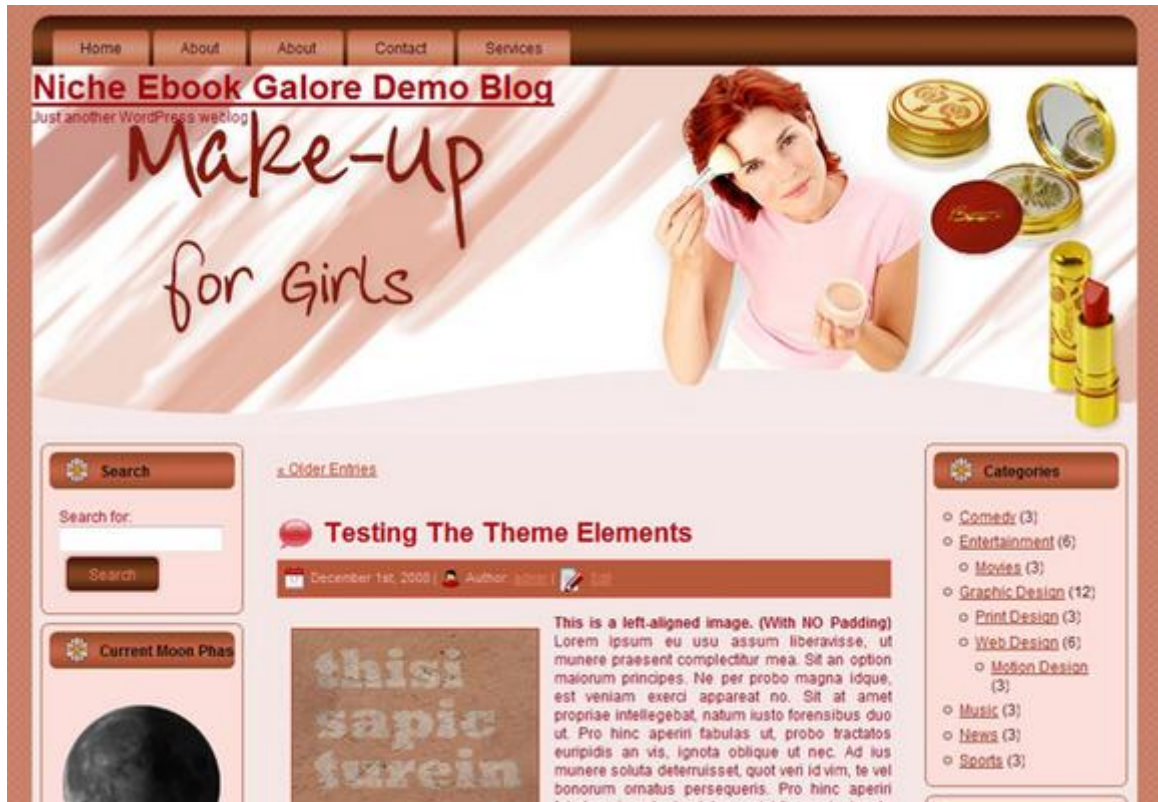 Home About About Contact Services
Niche Ebook Galore Demo Blog
Just another WordPress weblog
Make-Up
for Girls
Search
Search for:
Search
Current Moon Phas
« Older Entries
Testing The Theme Elements
December 1st, 2008 | Author: admin | Edit
thisi
sapic
turein
This is a left-aligned image. (With NO Padding)
Lorem ipsum eu usu assum liberavisse, ut
munere praesent complectitur mea. Sit an option
maiorum principes. Ne per probo magna idque,
est veniam exerci appareat no. Sit at amet
propriae intellegebat, natum iusto forensibus duo
ut. Pro hinc aperiri fabulas ut, probo tractatos
euripidis an vis, ignota oblique ut nec. Ad ius
munere soluta deterruisset, quot veri id vim, te vel
bonorum ornatus persequeris. Pro hinc aperiri
Categories
Comedy (3)
Entertainment (6)
Movies (3)
Graphic Design (12)
Print Design (3)
Web Design (6)
Motion Design
(3)
Music (3)
News (3)
Sports (3)